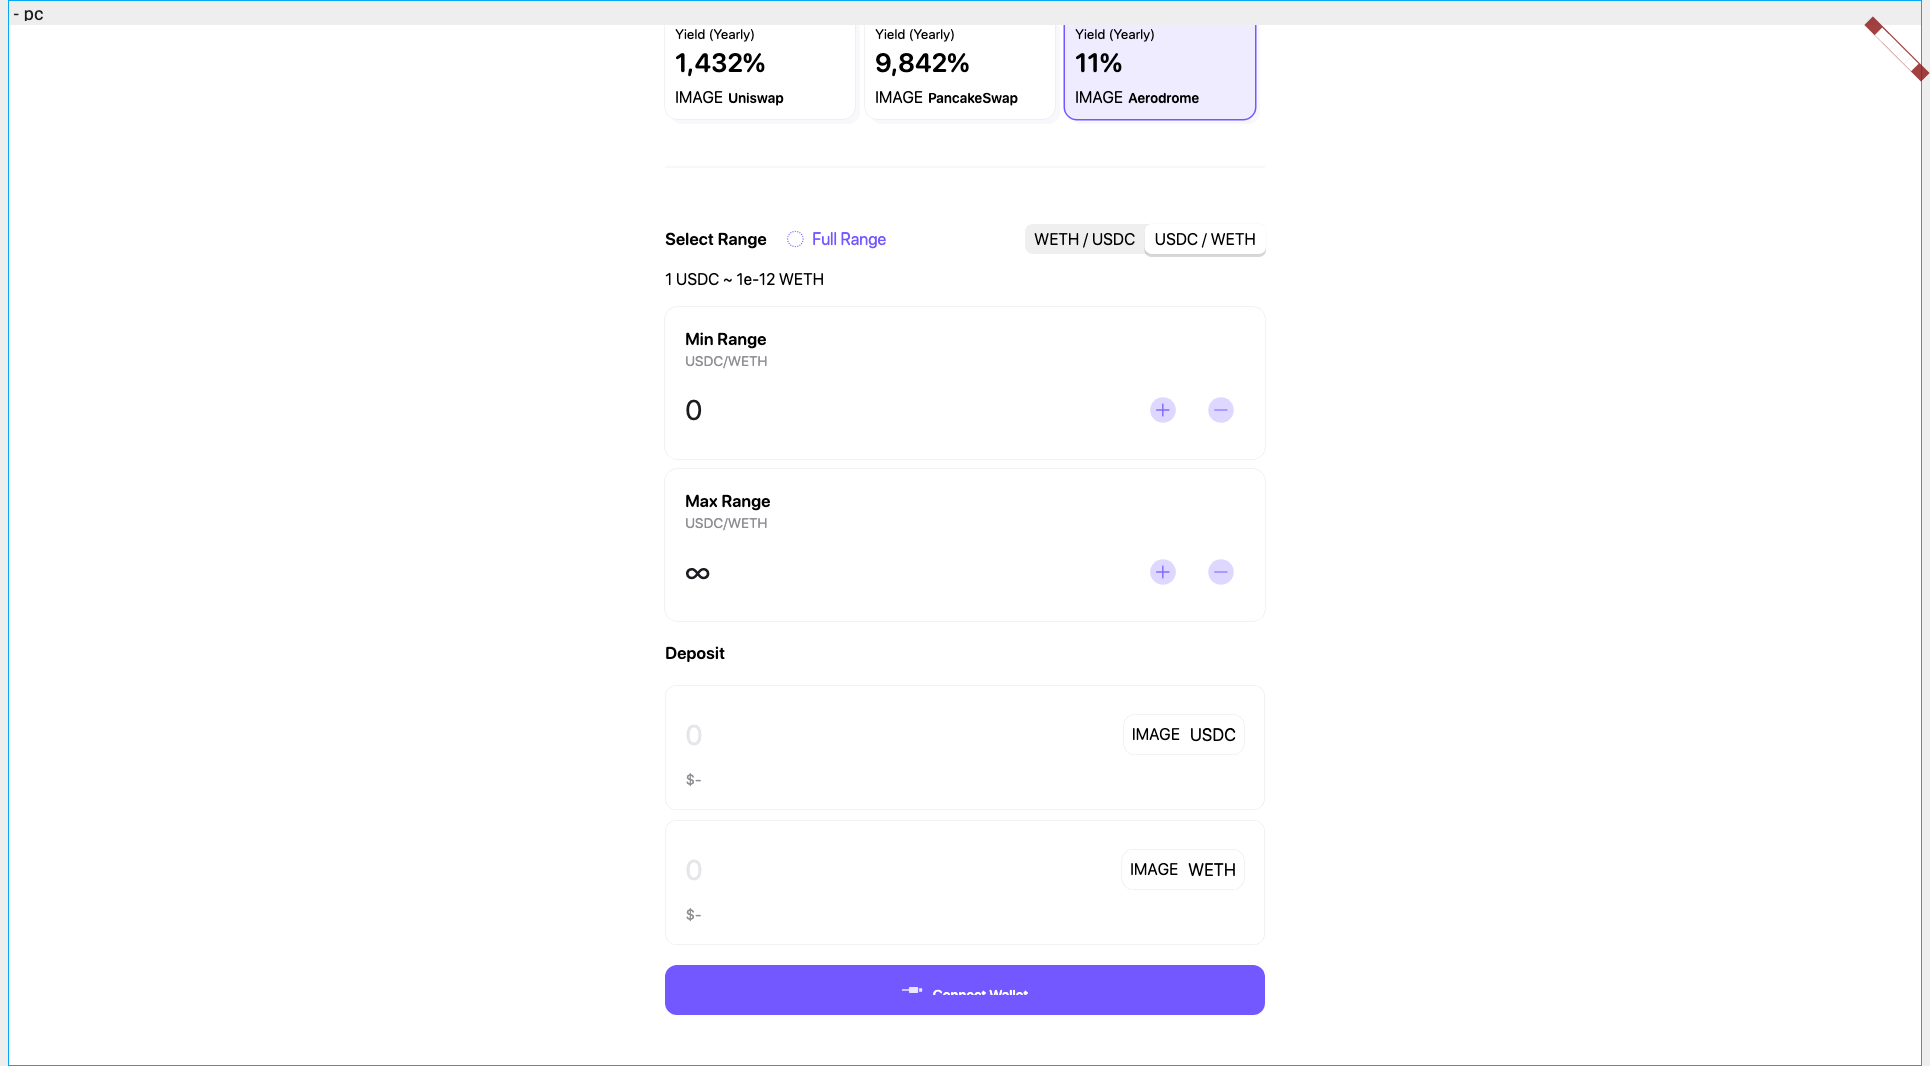 - pc
Yield (Yearly) Yield (Yearly) Yield (Yearly)
1,432% 9,842% 11%
IMAGE Uniswap IMAGE PancakeSwap IMAGE Aerodrome
Select Range Full Range WETH / USDC USDC / WETH
1 USDC ~ 1e-12 WETH
Min Range
USDC/WETH
0
Max Range
USDC/WETH
∞
Deposit
0 IMAGE USDC
$-
0 IMAGE WETH
$-
Connect Wallet